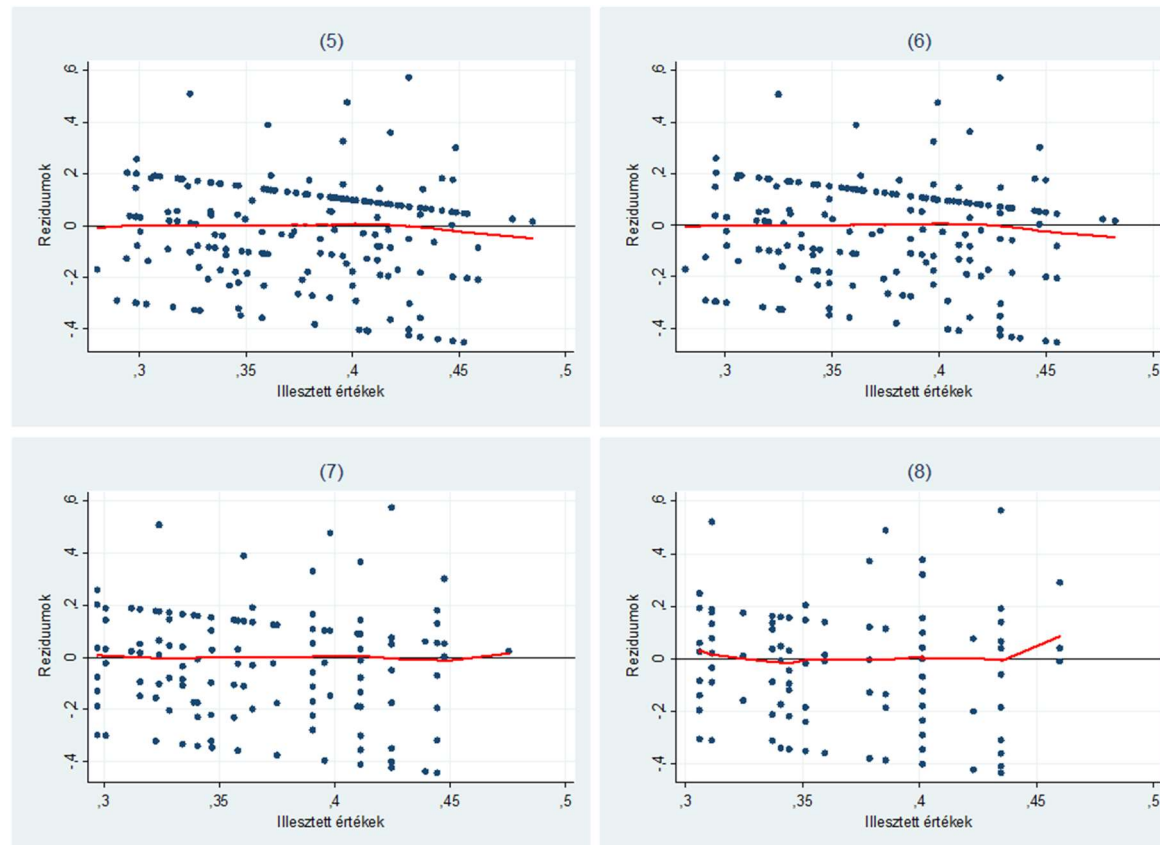 (5)
Reziduumok
,6
,4
,2
0
-,2
-,4
,3 ,35 ,4 ,45 ,5
Illesztett értékek
(6)
Reziduumok
,6
,4
,2
0
-,2
-,4
,3 ,35 ,4 ,45 ,5
Illesztett értékek
(7)
Reziduumok
,6
,4
,2
0
-,2
-,4
,3 ,35 ,4 ,45 ,5
Illesztett értékek
(8)
Reziduumok
,6
,4
,2
0
-,2
-,4
,3 ,35 ,4 ,45 ,5
Illesztett értékek